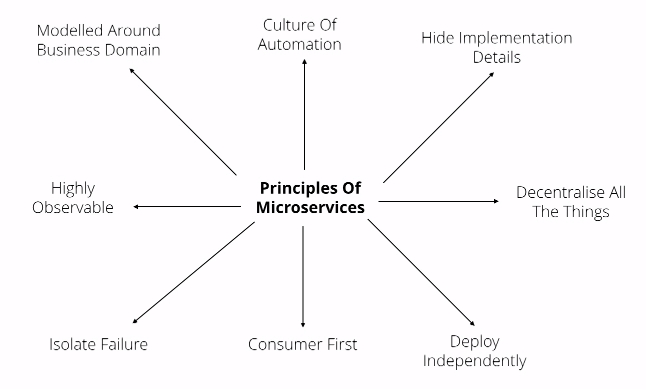 Modelled Around
Business Domain
Culture Of
Automation
Hide Implementation
Details
Highly
Observable
Principles Of
Microservices
Decentralise All
The Things
Isolate Failure
Consumer First
Deploy
Independently